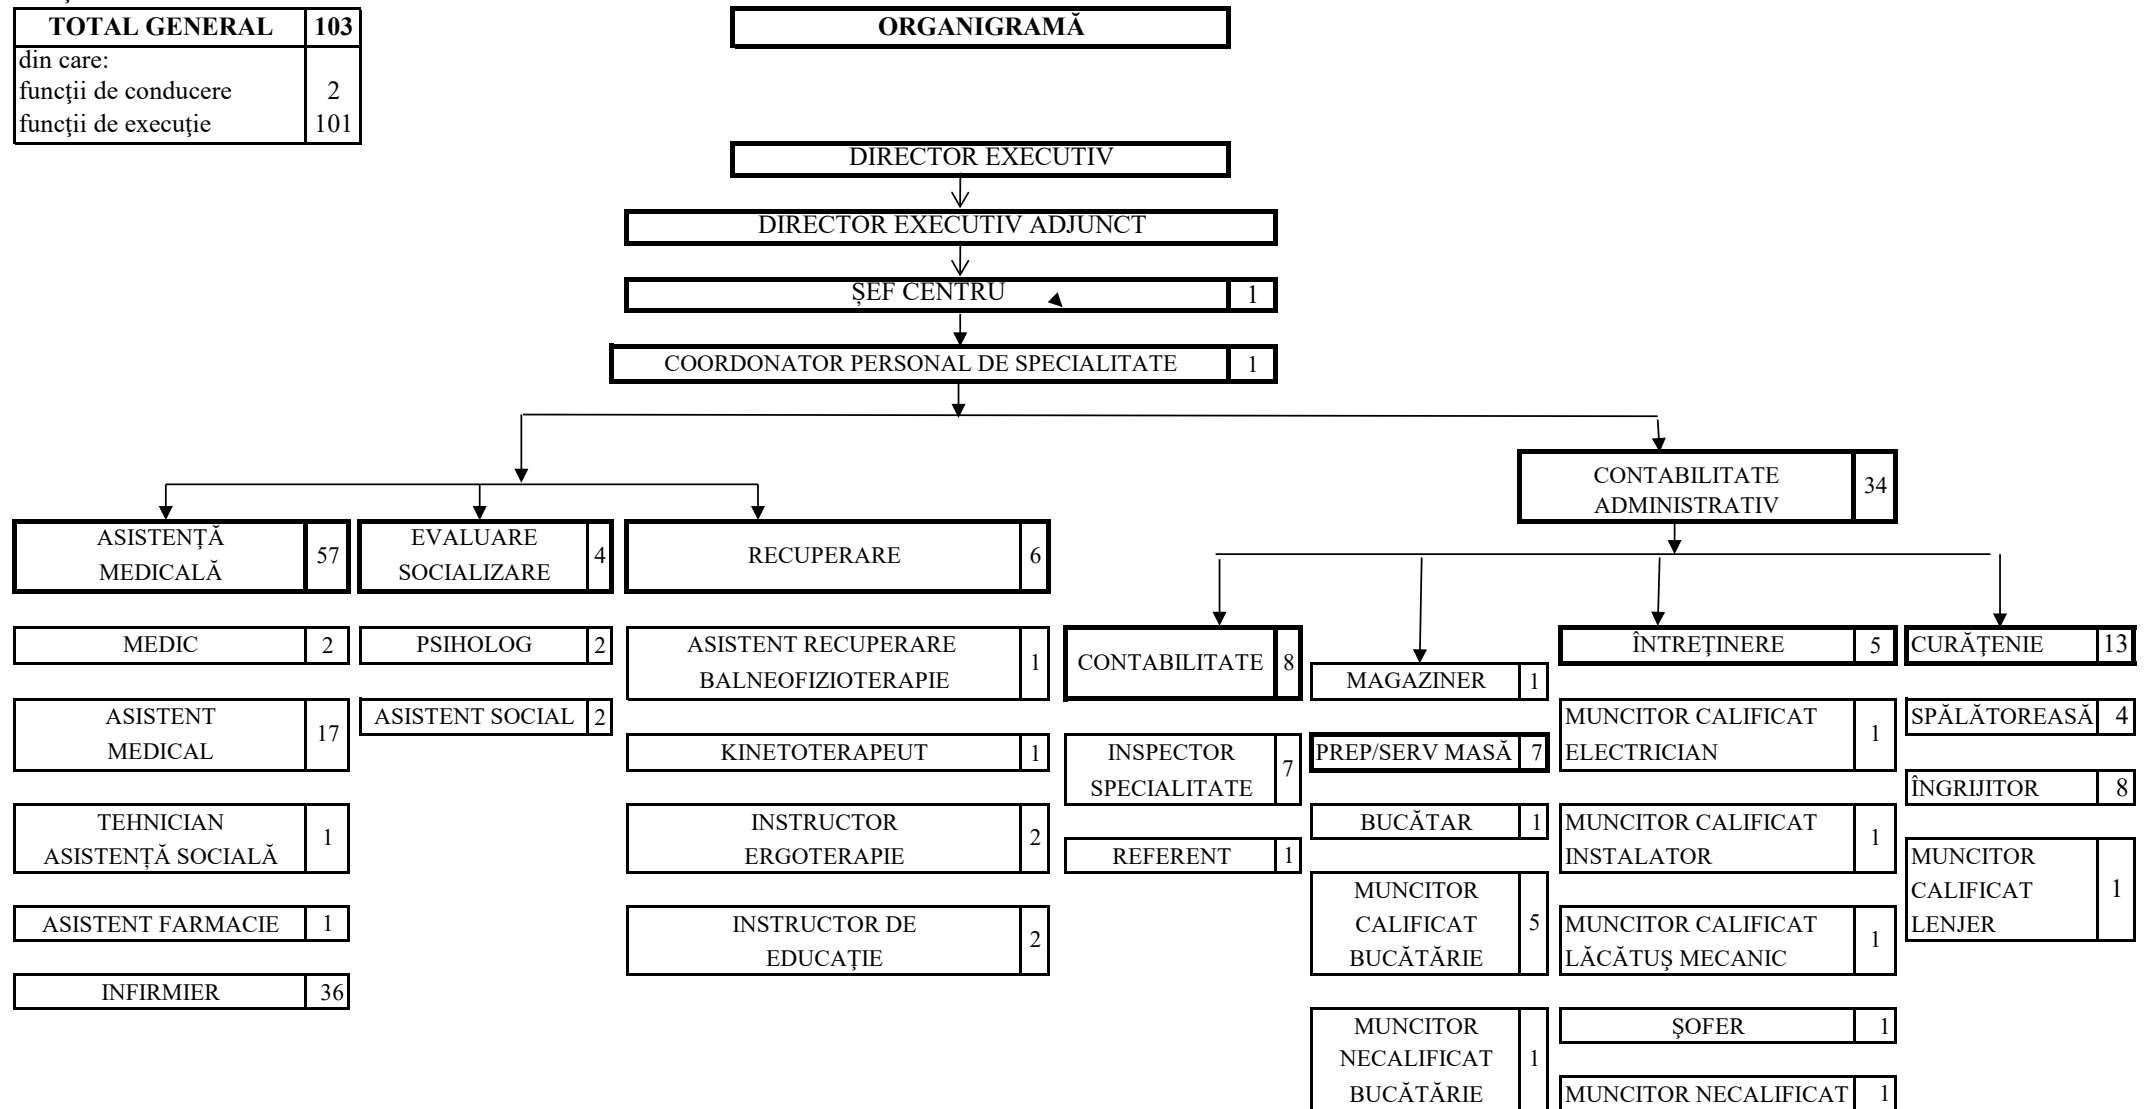 TOTAL GENERAL 103
din care:
funcţii de conducere 2
funcţii de execuţie 101
ORGANIGRAMĂ
DIRECTOR EXECUTIV
DIRECTOR EXECUTIV ADJUNCT
ȘEF CENTRU 1
COORDONATOR PERSONAL DE SPECIALITATE 1
CONTABILITATE
ADMINISTRATIV
34
ASISTENŢĂ
MEDICALĂ
57
EVALUARE
SOCIALIZARE
4
RECUPERARE 6
MEDIC 2
ASISTENT
MEDICAL
17
TEHNICIAN
ASISTENȚĂ SOCIALĂ
1
ASISTENT FARMACIE 1
INFIRMIER 36
PSIHOLOG 2
ASISTENT SOCIAL 2
ASISTENT RECUPERARE
BALNEOFIZIOTERAPIE
1
KINETOTERAPEUT 1
INSTRUCTOR
ERGOTERAPIE
2
INSTRUCTOR DE
EDUCAŢIE
2
CONTABILITATE 8
INSPECTOR
SPECIALITATE
7
REFERENT 1
MAGAZINER 1
PREP/SERV MASĂ 7
BUCĂTAR 1
MUNCITOR
CALIFICAT
BUCĂTĂRIE
5
MUNCITOR
NECALIFICAT
BUCĂTĂRIE
1
ÎNTREŢINERE 5
MUNCITOR CALIFICAT
ELECTRICIAN
1
MUNCITOR CALIFICAT
INSTALATOR
1
MUNCITOR CALIFICAT
LĂCĂTUŞ MECANIC
1
ŞOFER 1
MUNCITOR NECALIFICAT 1
CURĂŢENIE 13
SPĂLĂTOREASĂ 4
ÎNGRIJITOR 8
MUNCITOR
CALIFICAT
LENJER
1